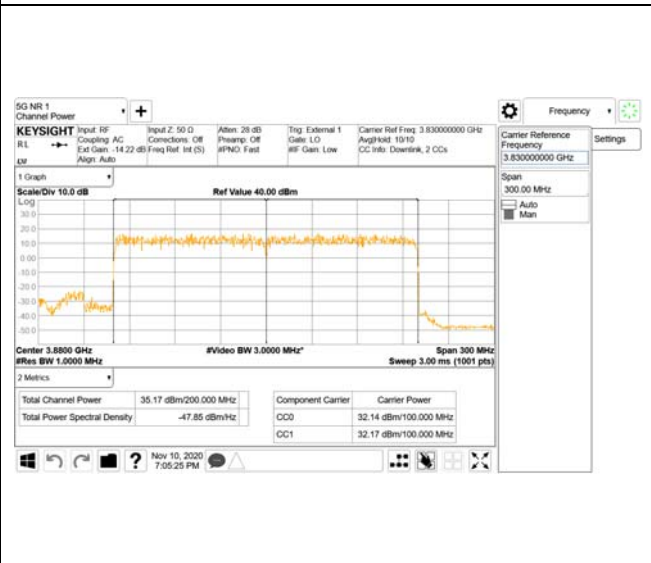 5G NR 1
Channel Power
+
Frequency
KEYSIGHT Input: RF Input Z: 50 Ω Atten: 28 dB Trig: External 1 Carrier Ref Freq: 3.830000000 GHz
RL Coupling: AC Corrections: Off Preamp: Off Gate: LO Avg|Hold: 10/10
Ext Gain: -14.22 dB Freq Ref: Int (S) #PNO: Fast #IF Gain: Low CC Info: Downlink, 2 CCs
Align: Auto
Carrier Reference
Frequency
3.830000000 GHz
Settings
Span
300.00 MHz
Auto
Man
1 Graph
Scale/Div 10.0 dB Ref Value 40.00 dBm
Log
30.0
20.0
10.0
0.00
-10.0
-20.0
-30.0
-40.0
-50.0
Center 3.8800 GHz #Video BW 3.0000 MHz* Span 300 MHz
#Res BW 1.0000 MHz Sweep 3.00 ms (1001 pts)
2 Metrics
Total Channel Power 35.17 dBm/200.000 MHz
Total Power Spectral Density -47.85 dBm/Hz
Component Carrier Carrier Power
CC0 32.14 dBm/100.000 MHz
CC1 32.17 dBm/100.000 MHz
?
Nov 10, 2020
7:05:25 PM